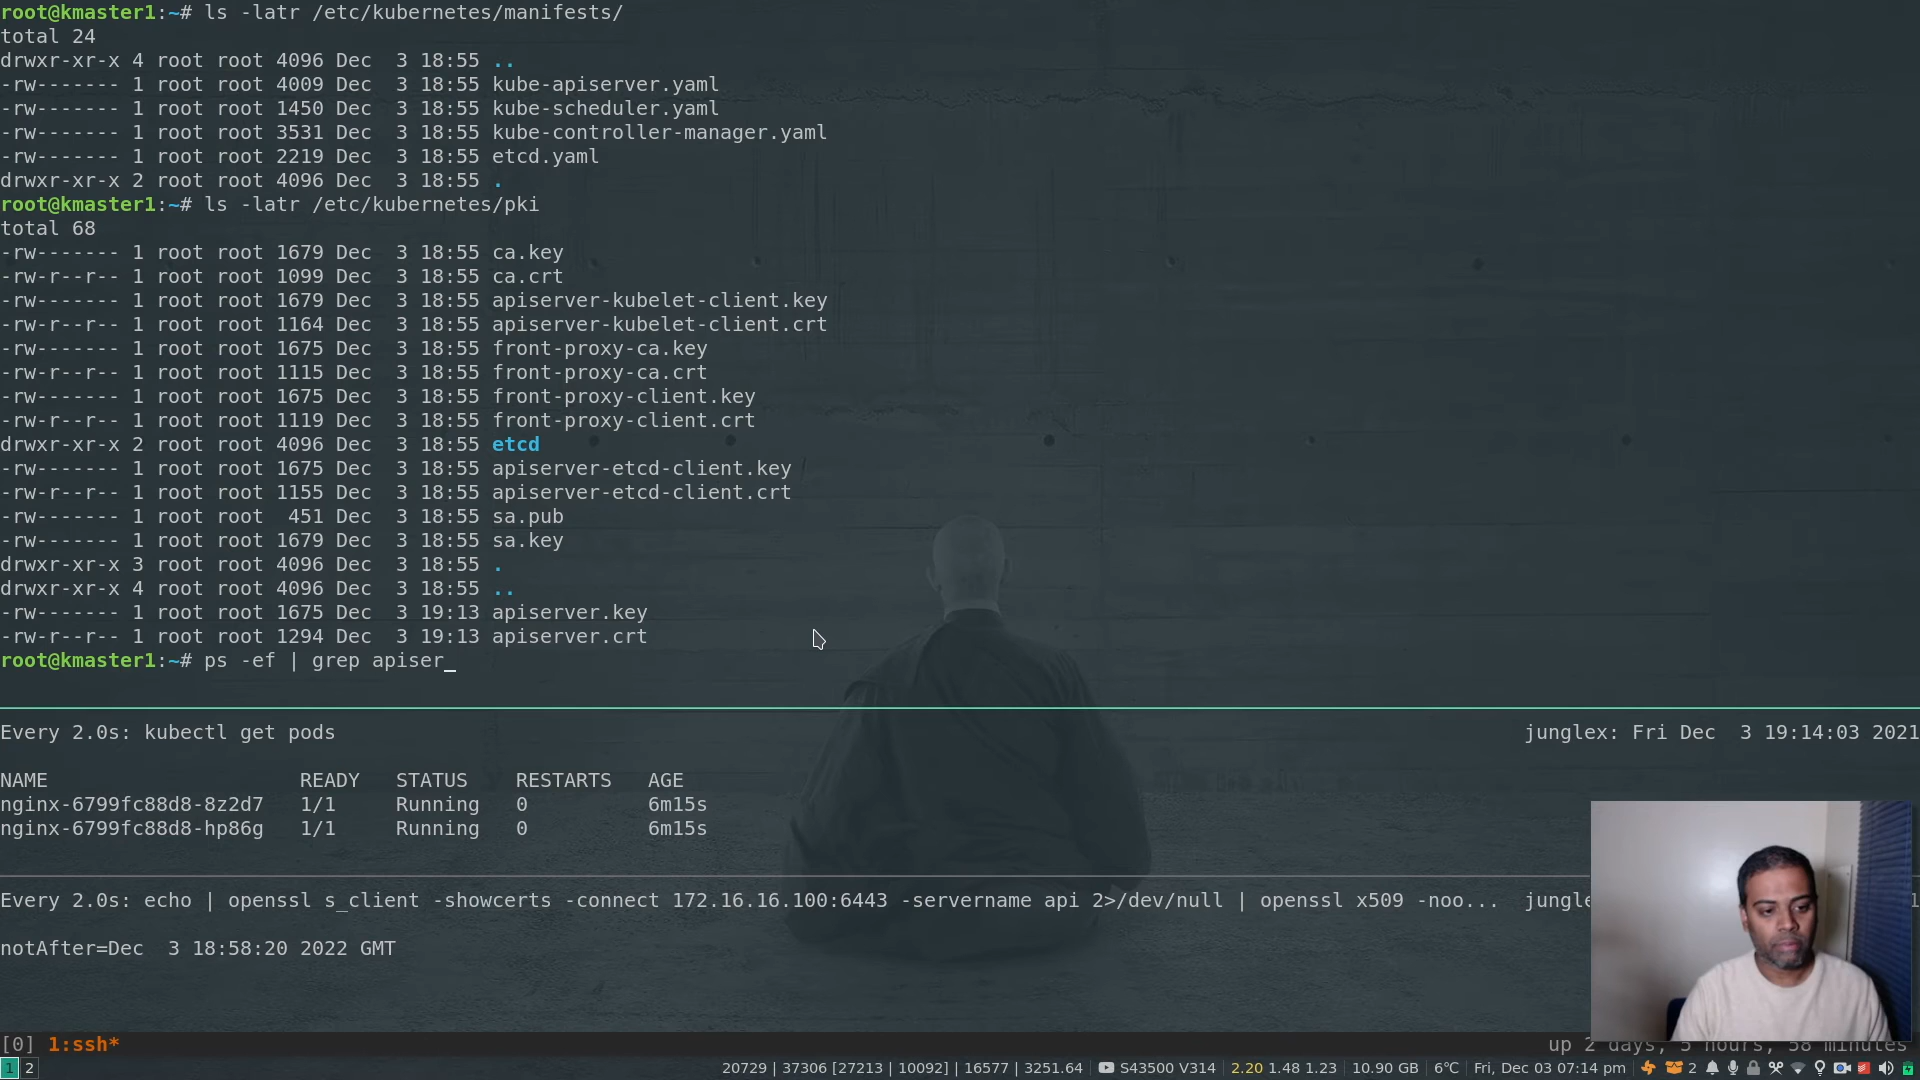 root@kmaster1:~# ls -latr /etc/kubernetes/manifests/
total 24
drwxr-xr-x 4 root root 4096 Dec  3 18:55 ..
-rw------- 1 root root 4009 Dec  3 18:55 kube-apiserver.yaml
-rw------- 1 root root 1450 Dec  3 18:55 kube-scheduler.yaml
-rw------- 1 root root 3531 Dec  3 18:55 kube-controller-manager.yaml
-rw------- 1 root root 2219 Dec  3 18:55 etcd.yaml
drwxr-xr-x 2 root root 4096 Dec  3 18:55 .
root@kmaster1:~# ls -latr /etc/kubernetes/pki
total 68
-rw------- 1 root root 1679 Dec  3 18:55 ca.key
-rw-r--r-- 1 root root 1099 Dec  3 18:55 ca.crt
-rw------- 1 root root 1679 Dec  3 18:55 apiserver-kubelet-client.key
-rw-r--r-- 1 root root 1164 Dec  3 18:55 apiserver-kubelet-client.crt
-rw------- 1 root root 1675 Dec  3 18:55 front-proxy-ca.key
-rw-r--r-- 1 root root 1115 Dec  3 18:55 front-proxy-ca.crt
-rw------- 1 root root 1675 Dec  3 18:55 front-proxy-client.key
-rw-r--r-- 1 root root 1119 Dec  3 18:55 front-proxy-client.crt
drwxr-xr-x 2 root root 4096 Dec  3 18:55 etcd
-rw------- 1 root root 1675 Dec  3 18:55 apiserver-etcd-client.key
-rw-r--r-- 1 root root 1155 Dec  3 18:55 apiserver-etcd-client.crt
-rw------- 1 root root  451 Dec  3 18:55 sa.pub
-rw------- 1 root root 1679 Dec  3 18:55 sa.key
drwxr-xr-x 3 root root 4096 Dec  3 18:55 .
drwxr-xr-x 4 root root 4096 Dec  3 18:55 ..
-rw------- 1 root root 1675 Dec  3 19:13 apiserver.key
-rw-r--r-- 1 root root 1294 Dec  3 19:13 apiserver.crt
root@kmaster1:~# ps -ef | grep apiser_
Every 2.0s: kubectl get pods junglex: Fri Dec  3 19:14:03 2021
NAME READY STATUS RESTARTS AGE
nginx-6799fc88d8-8z2d7 1/1 Running 0 6m15s
nginx-6799fc88d8-hp86g 1/1 Running 0 6m15s
Every 2.0s: echo | openssl s_client -showcerts -connect 172.16.16.100:6443 -servername api 2>/dev/null | openssl x509 -noo...
notAfter=Dec  3 18:58:20 2022 GMT
[0] 1:ssh* up 2 days, 5 hours, 58 minutes
1 2 20729 | 37306 [27213 | 10092] | 16577 | 3251.64 S43500 V314 2.20 1.48 1.23 10.90 GB 6℃ Fri, Dec 03 07:14 pm 2